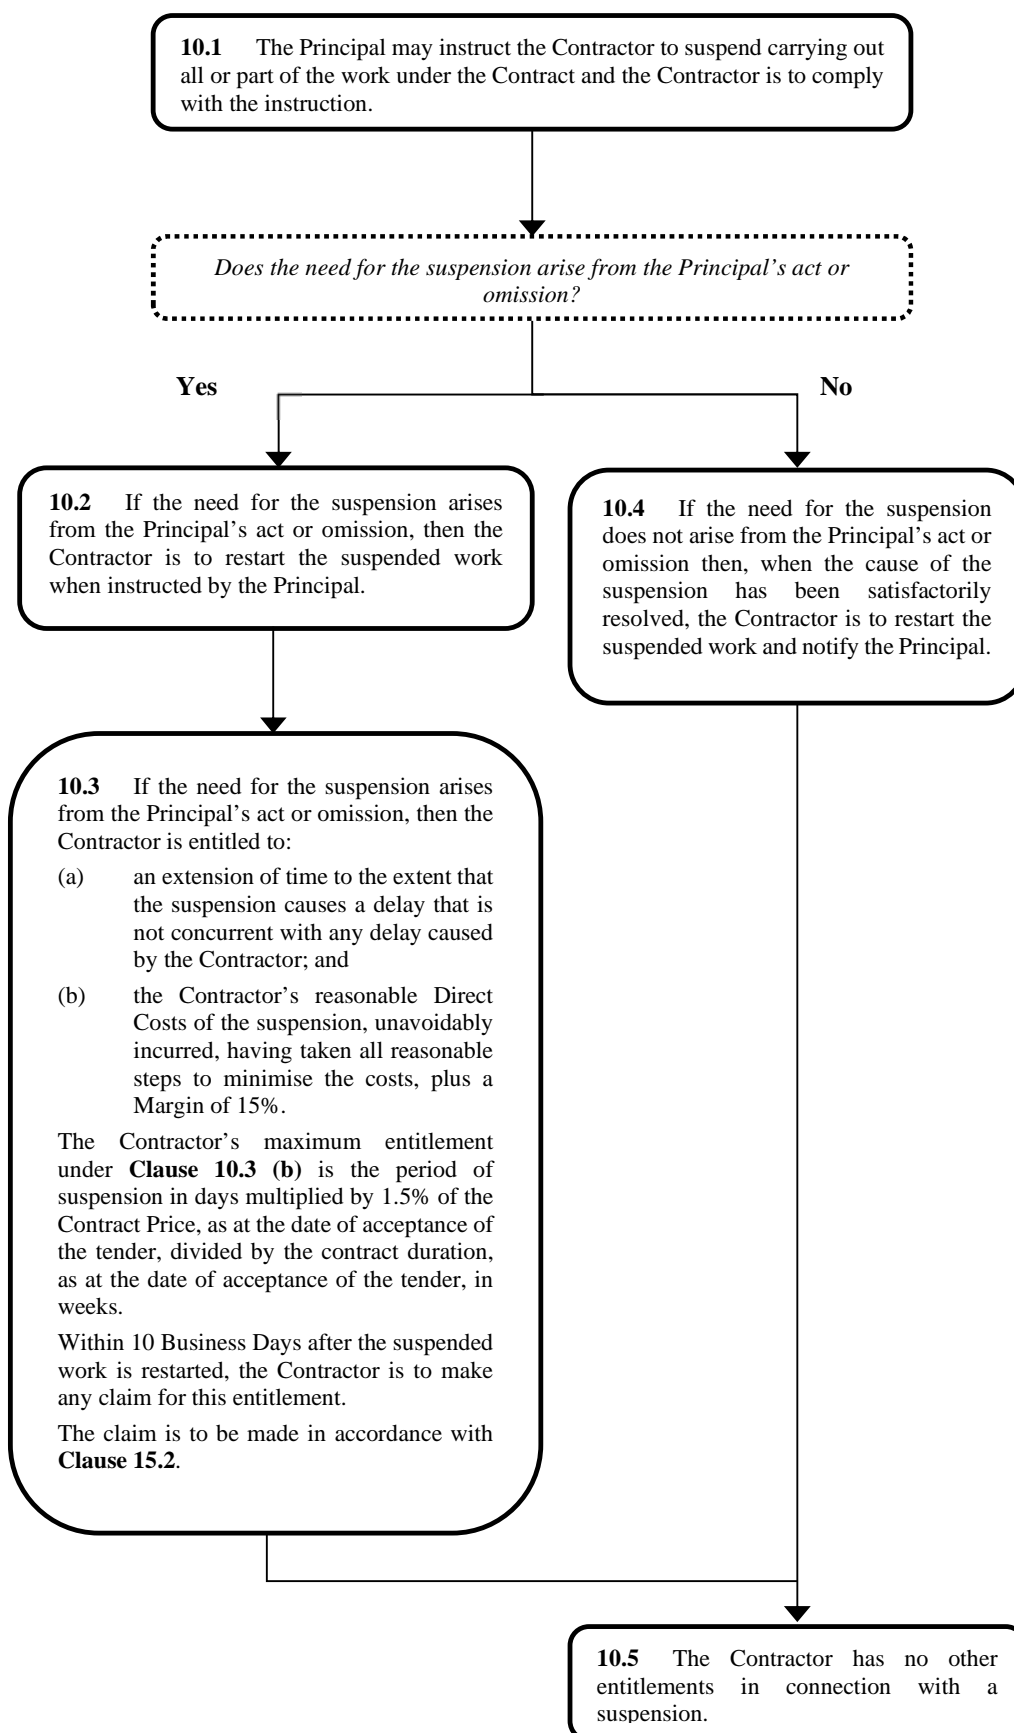 10.1 The Principal may instruct the Contractor to suspend carrying out
all or part of the work under the Contract and the Contractor is to comply
with the instruction.
Does the need for the suspension arise from the Principal’s act or
omission?
Yes
No
10.2 If the need for the suspension arises
from the Principal’s act or omission, then the
Contractor is to restart the suspended work
when instructed by the Principal.
10.4 If the need for the suspension
does not arise from the Principal’s act or
omission then, when the cause of the
suspension has been satisfactorily
resolved, the Contractor is to restart the
suspended work and notify the Principal.
10.3 If the need for the suspension arises
from the Principal’s act or omission, then the
Contractor is entitled to:
(a) an extension of time to the extent that
the suspension causes a delay that is
not concurrent with any delay caused
by the Contractor; and
(b) the Contractor’s reasonable Direct
Costs of the suspension, unavoidably
incurred, having taken all reasonable
steps to minimise the costs, plus a
Margin of 15%.
The Contractor’s maximum entitlement
under Clause 10.3 (b) is the period of
suspension in days multiplied by 1.5% of the
Contract Price, as at the date of acceptance of
the tender, divided by the contract duration,
as at the date of acceptance of the tender, in
weeks.
Within 10 Business Days after the suspended
work is restarted, the Contractor is to make
any claim for this entitlement.
The claim is to be made in accordance with
Clause 15.2.
10.5 The Contractor has no other
entitlements in connection with a
suspension.